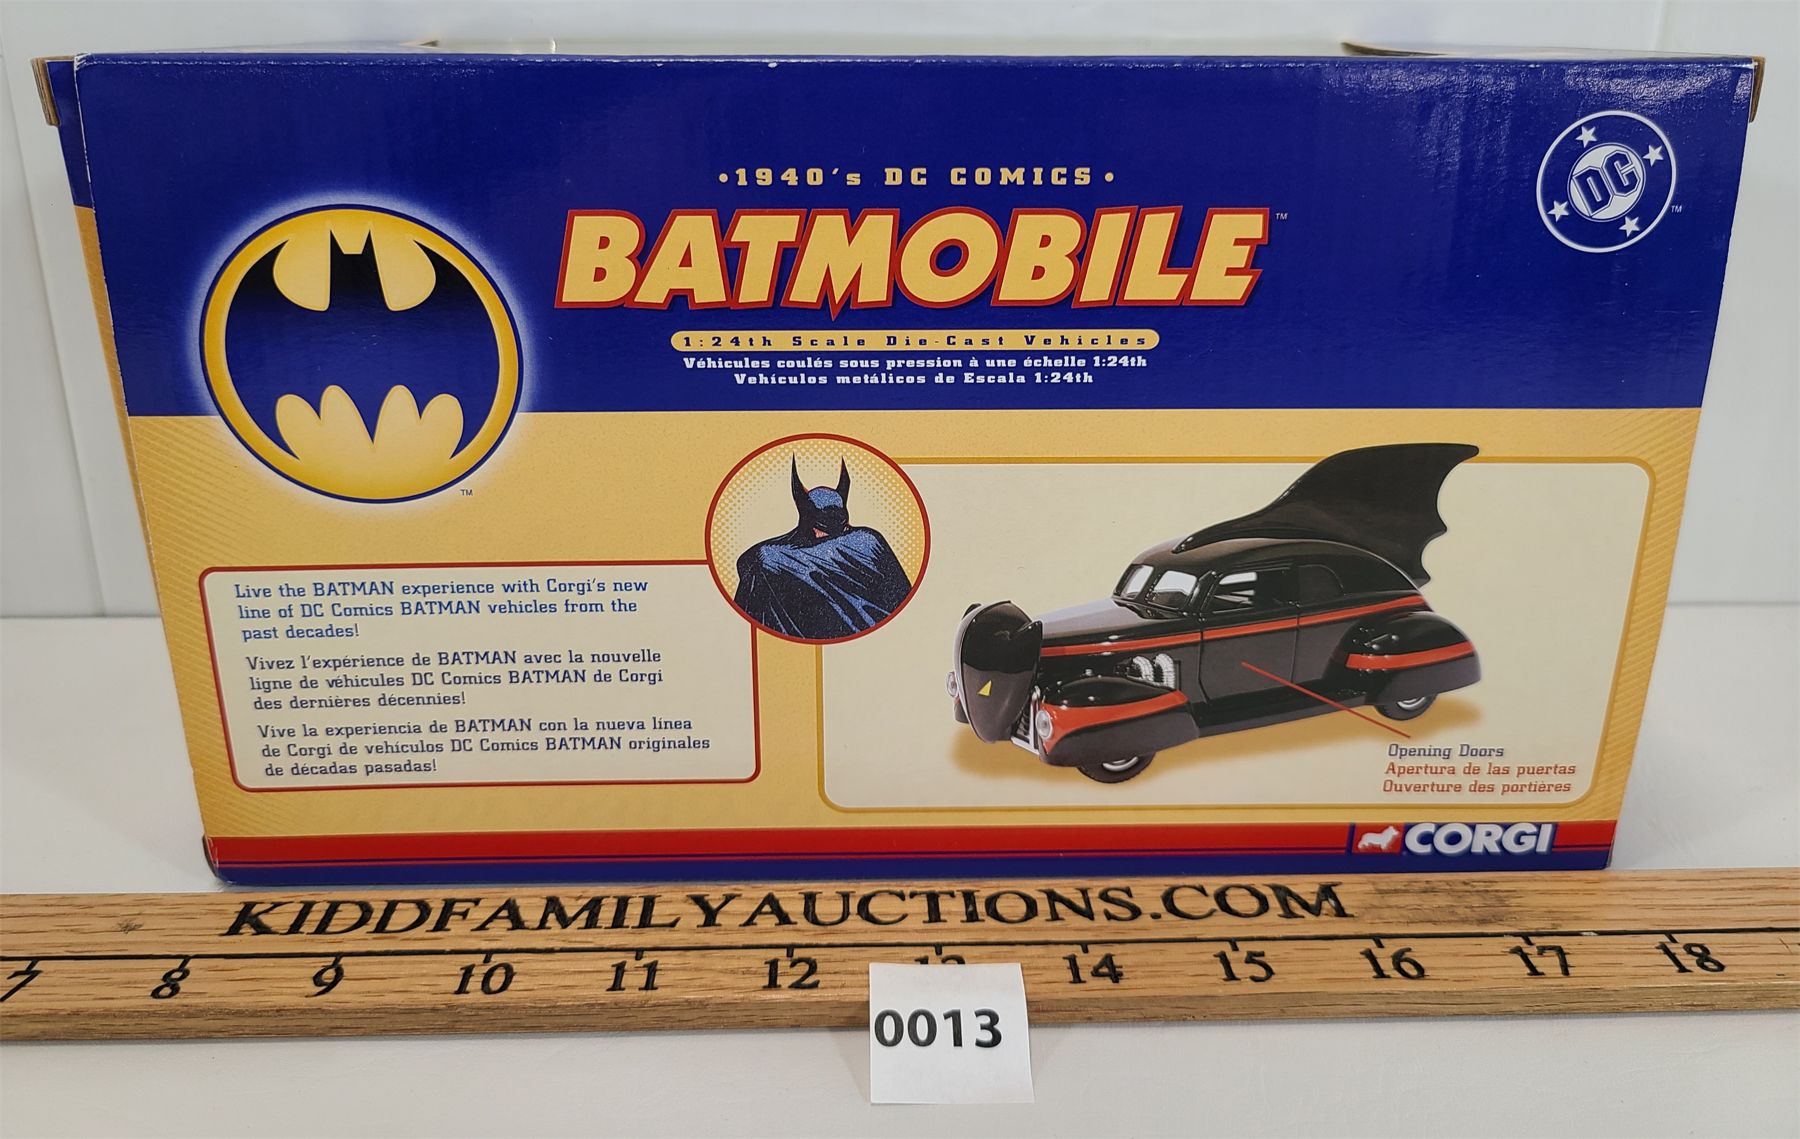 •1940's DC COMICS•
BATMOBILE™
1:24th Scale Die-Cast Vehicles
Véhicules coulés sous pression à une échelle 1:24th
Vehículos metálicos de Escala 1:24th
DC
TM
TM
Live the BATMAN experience with Corgi's new
line of DC Comics BATMAN vehicles from the
past decades!
Vivez l'expérience de BATMAN avec la nouvelle
ligne de véhicules DC Comics BATMAN de Corgi
des dernières décennies!
Vive la experiencia de BATMAN con la nueva línea
de Corgi de vehículos DC Comics BATMAN originales
de décadas pasadas!
Opening Doors
Apertura de las puertas
Ouverture des portières
CORGI
KIDDFAMILYAUCTIONS.COM
7 8 9 10 11 12 13 14 15 16 17 18
0013